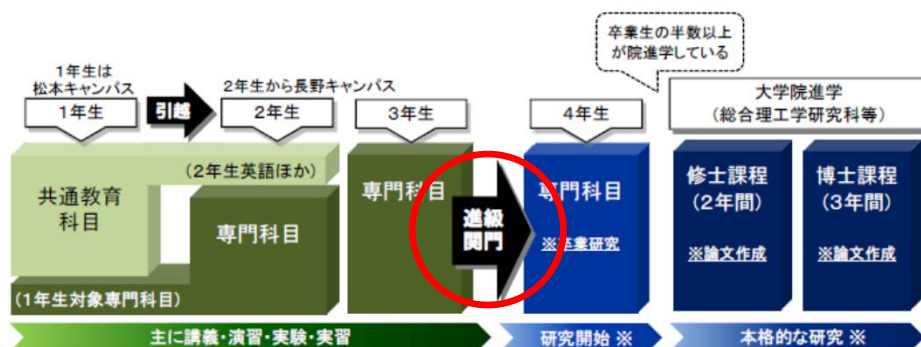 卒業生の半数以上
が院進学している
1年生は
松本キャンパス
2年生から長野キャンパス
1年生
引越
2年生
3年生
4年生
大学院進学
(総合理工学研究科等)
共通教育
科目
(2年生英語ほか)
専門科目
(1年生対象専門科目)
専門科目
進級
関門
専門科目
※卒業研究
修士課程
(2年間)
※論文作成
博士課程
(3年間)
※論文作成
主に講義・演習・実験・実習
研究開始 ※
本格的な研究 ※